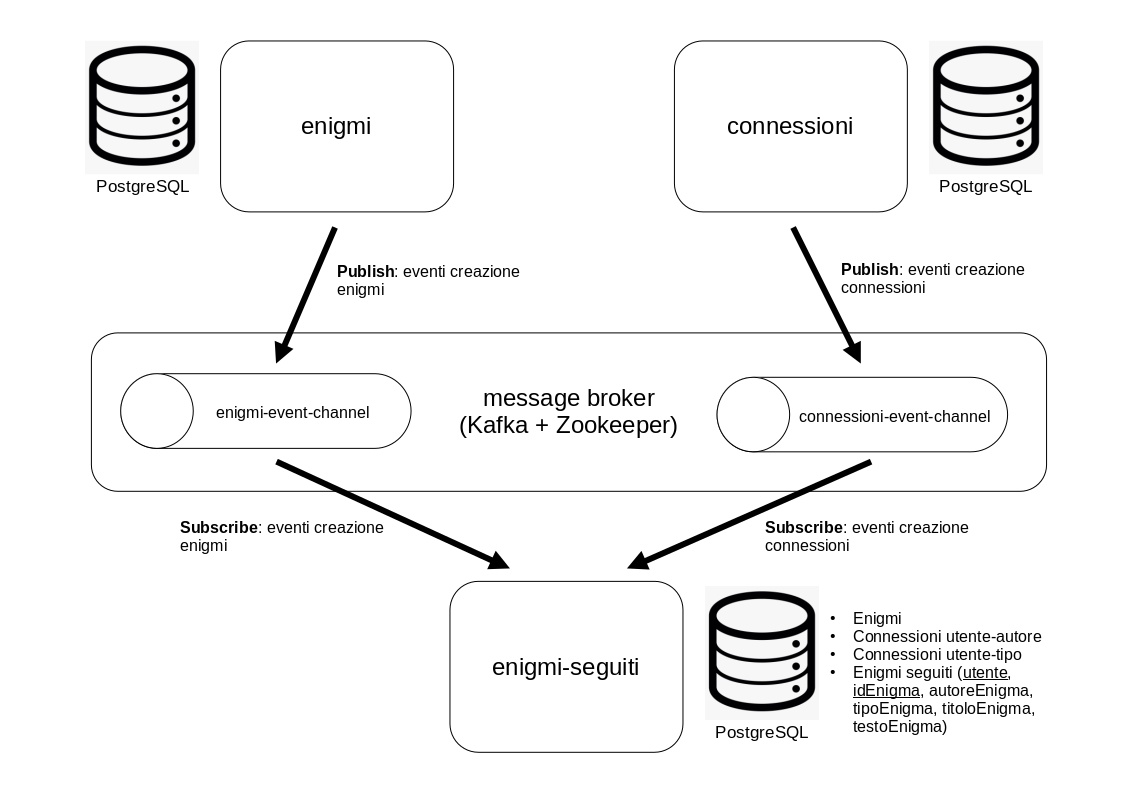 enigmi
connessioni
PostgreSQL
PostgreSQL
Publish: eventi creazione
enigmi
Publish: eventi creazione
connessioni
enigmi-event-channel
message broker
(Kafka + Zookeeper)
connessioni-event-channel
Subscribe: eventi creazione
enigmi
Subscribe: eventi creazione
connessioni
enigmi-seguiti
PostgreSQL
• Enigmi
• Connessioni utente-autore
• Connessioni utente-tipo
• Enigmi seguiti (utente,
idEnigma, autoreEnigma,
tipoEnigma, titoloEnigma,
testoEnigma)